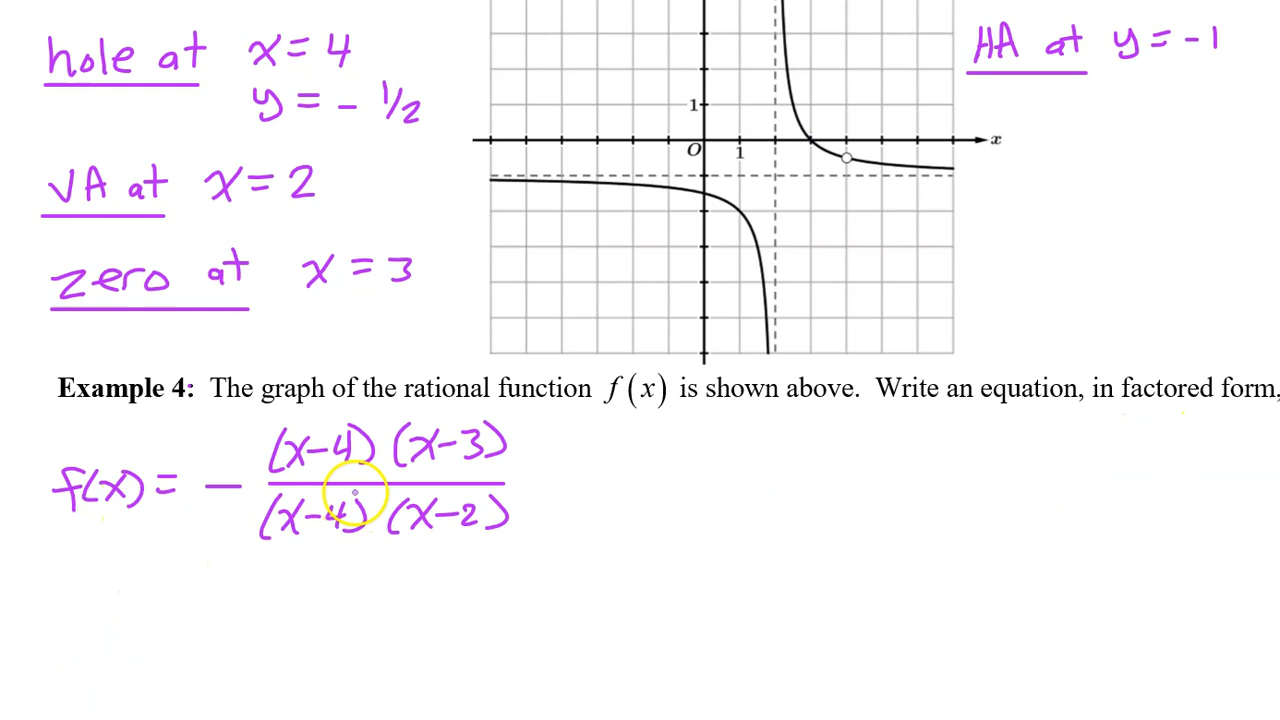 hole at x = 4
y = - 1/2
HA at y = -1
1
O 1 x
VA at x = 2
zero at x = 3
Example 4: The graph of the rational function f(x) is shown above. Write an equation, in factored form,
f(x) = - (x-4) (x-3)
(x-4) (x-2)